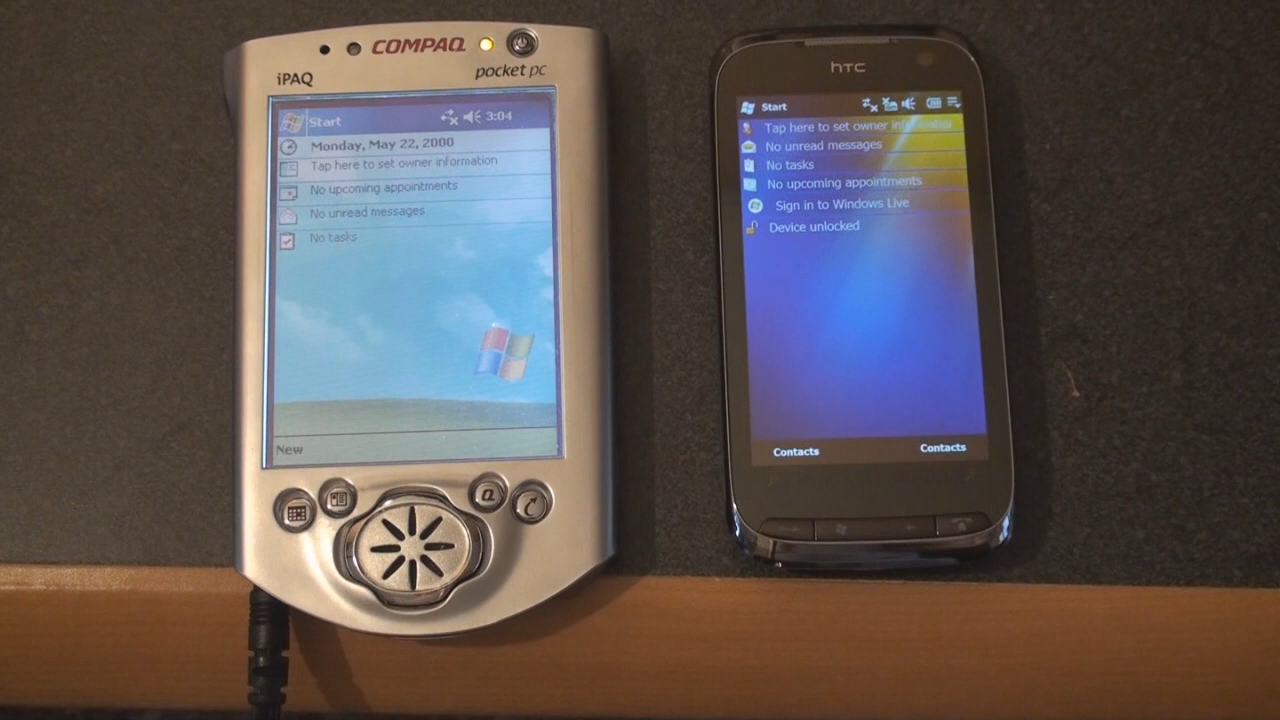 COMPAQ
iPAQ
pocket pc
Start
3:04
Monday, May 22, 2000
Tap here to set owner information
No upcoming appointments
No unread messages
No tasks
New
Q
hTC
Start
Tap here to set owner information
No unread messages
No tasks
No upcoming appointments
Sign in to Windows Live
Device unlocked
Contacts
Contacts